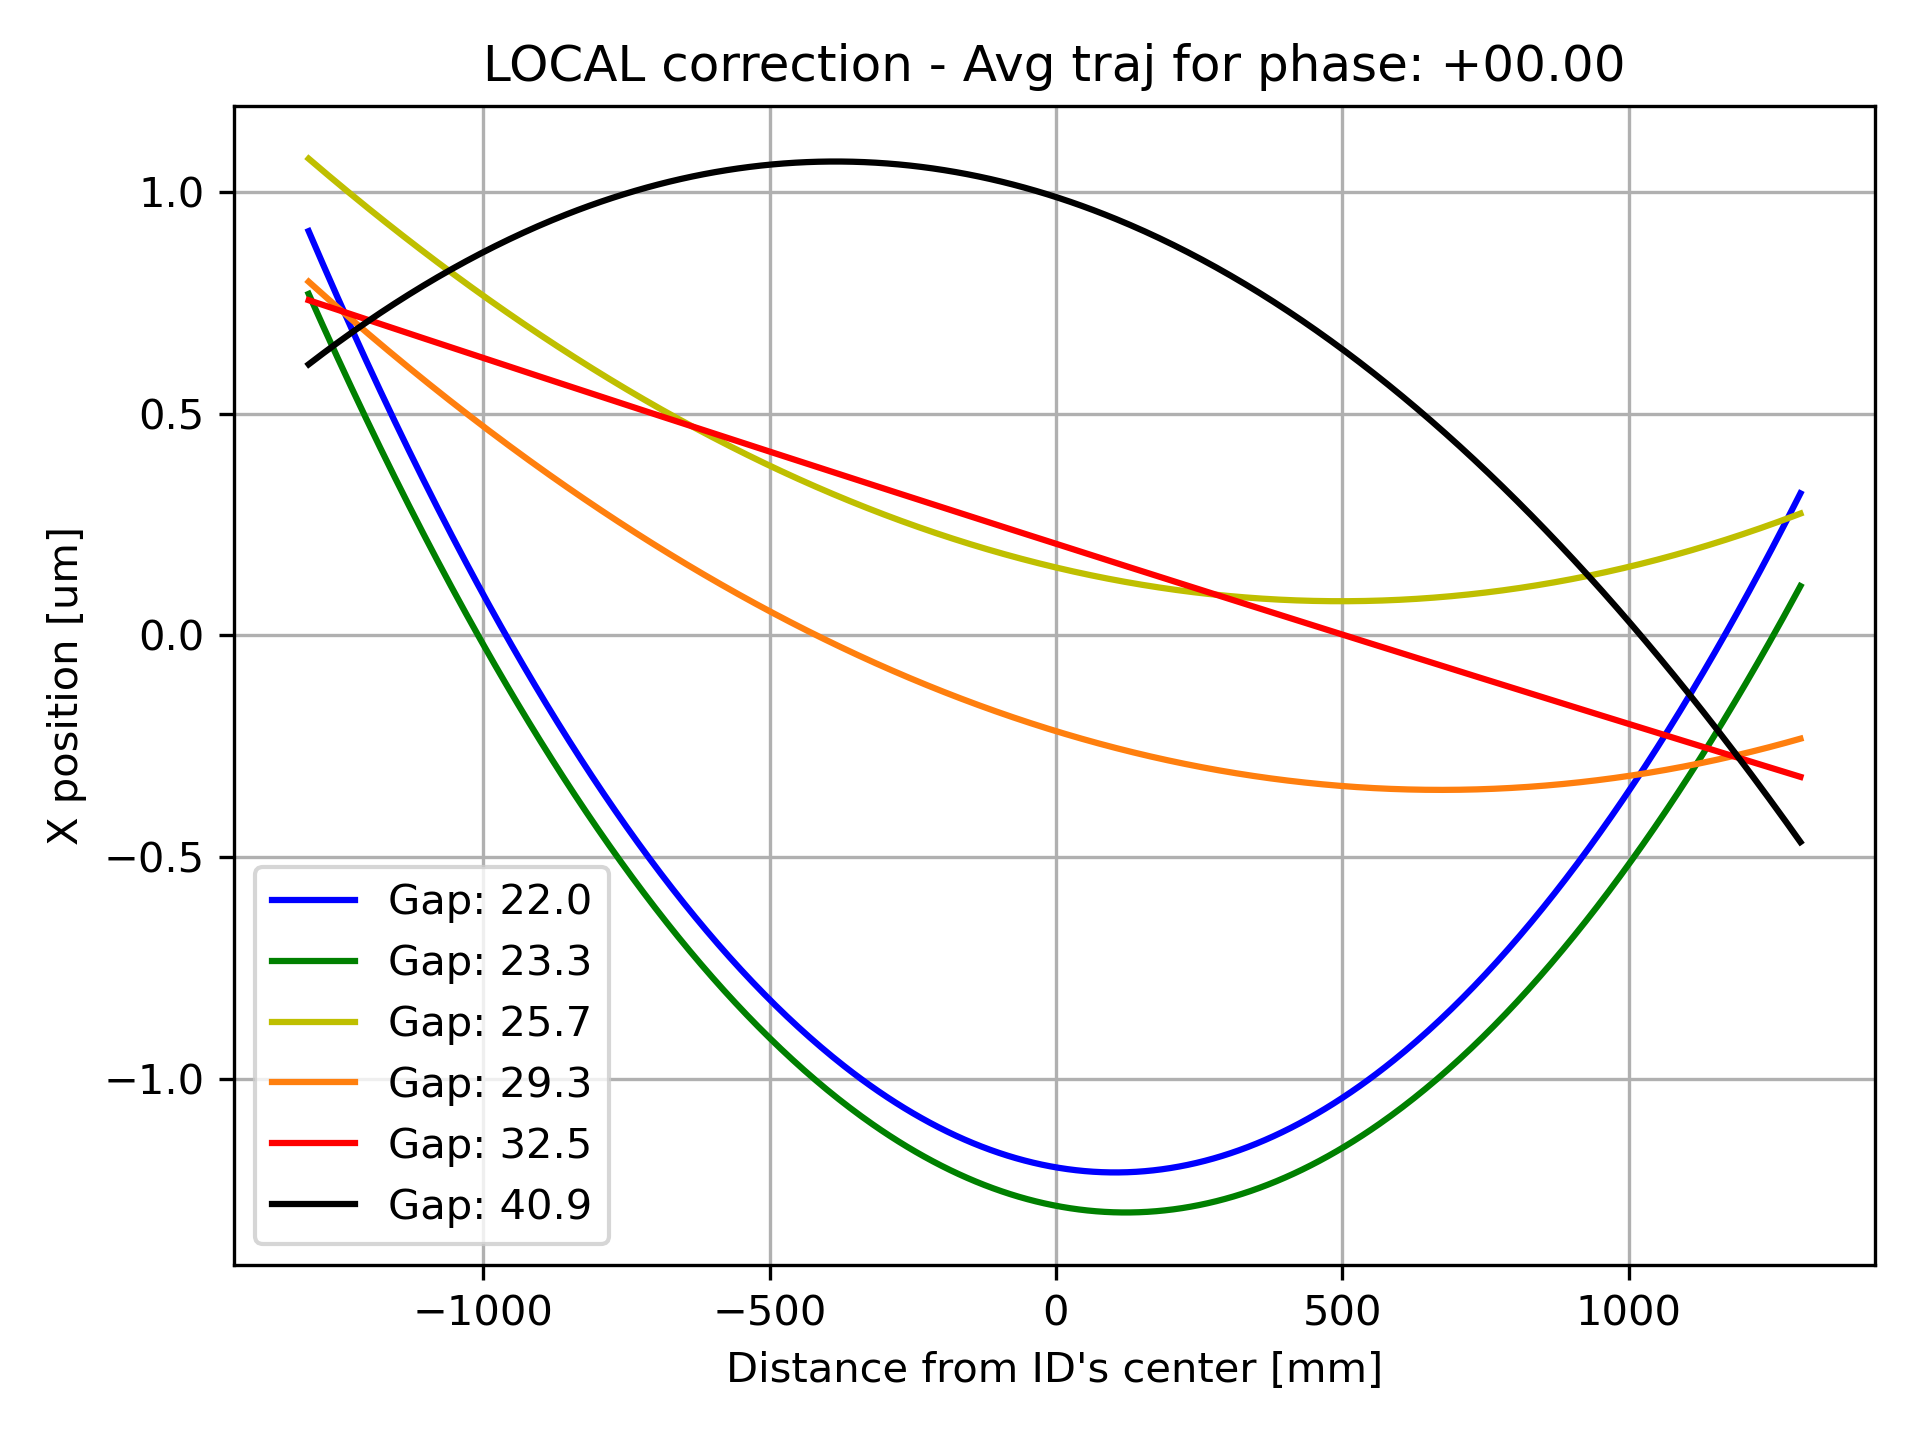 LOCAL correction - Avg traj for phase: +00.00
X position [um]
1.0
0.5
0.0
−0.5
−1.0
Gap: 22.0
Gap: 23.3
Gap: 25.7
Gap: 29.3
Gap: 32.5
Gap: 40.9
−1000
−500
0
500
1000
Distance from ID's center [mm]